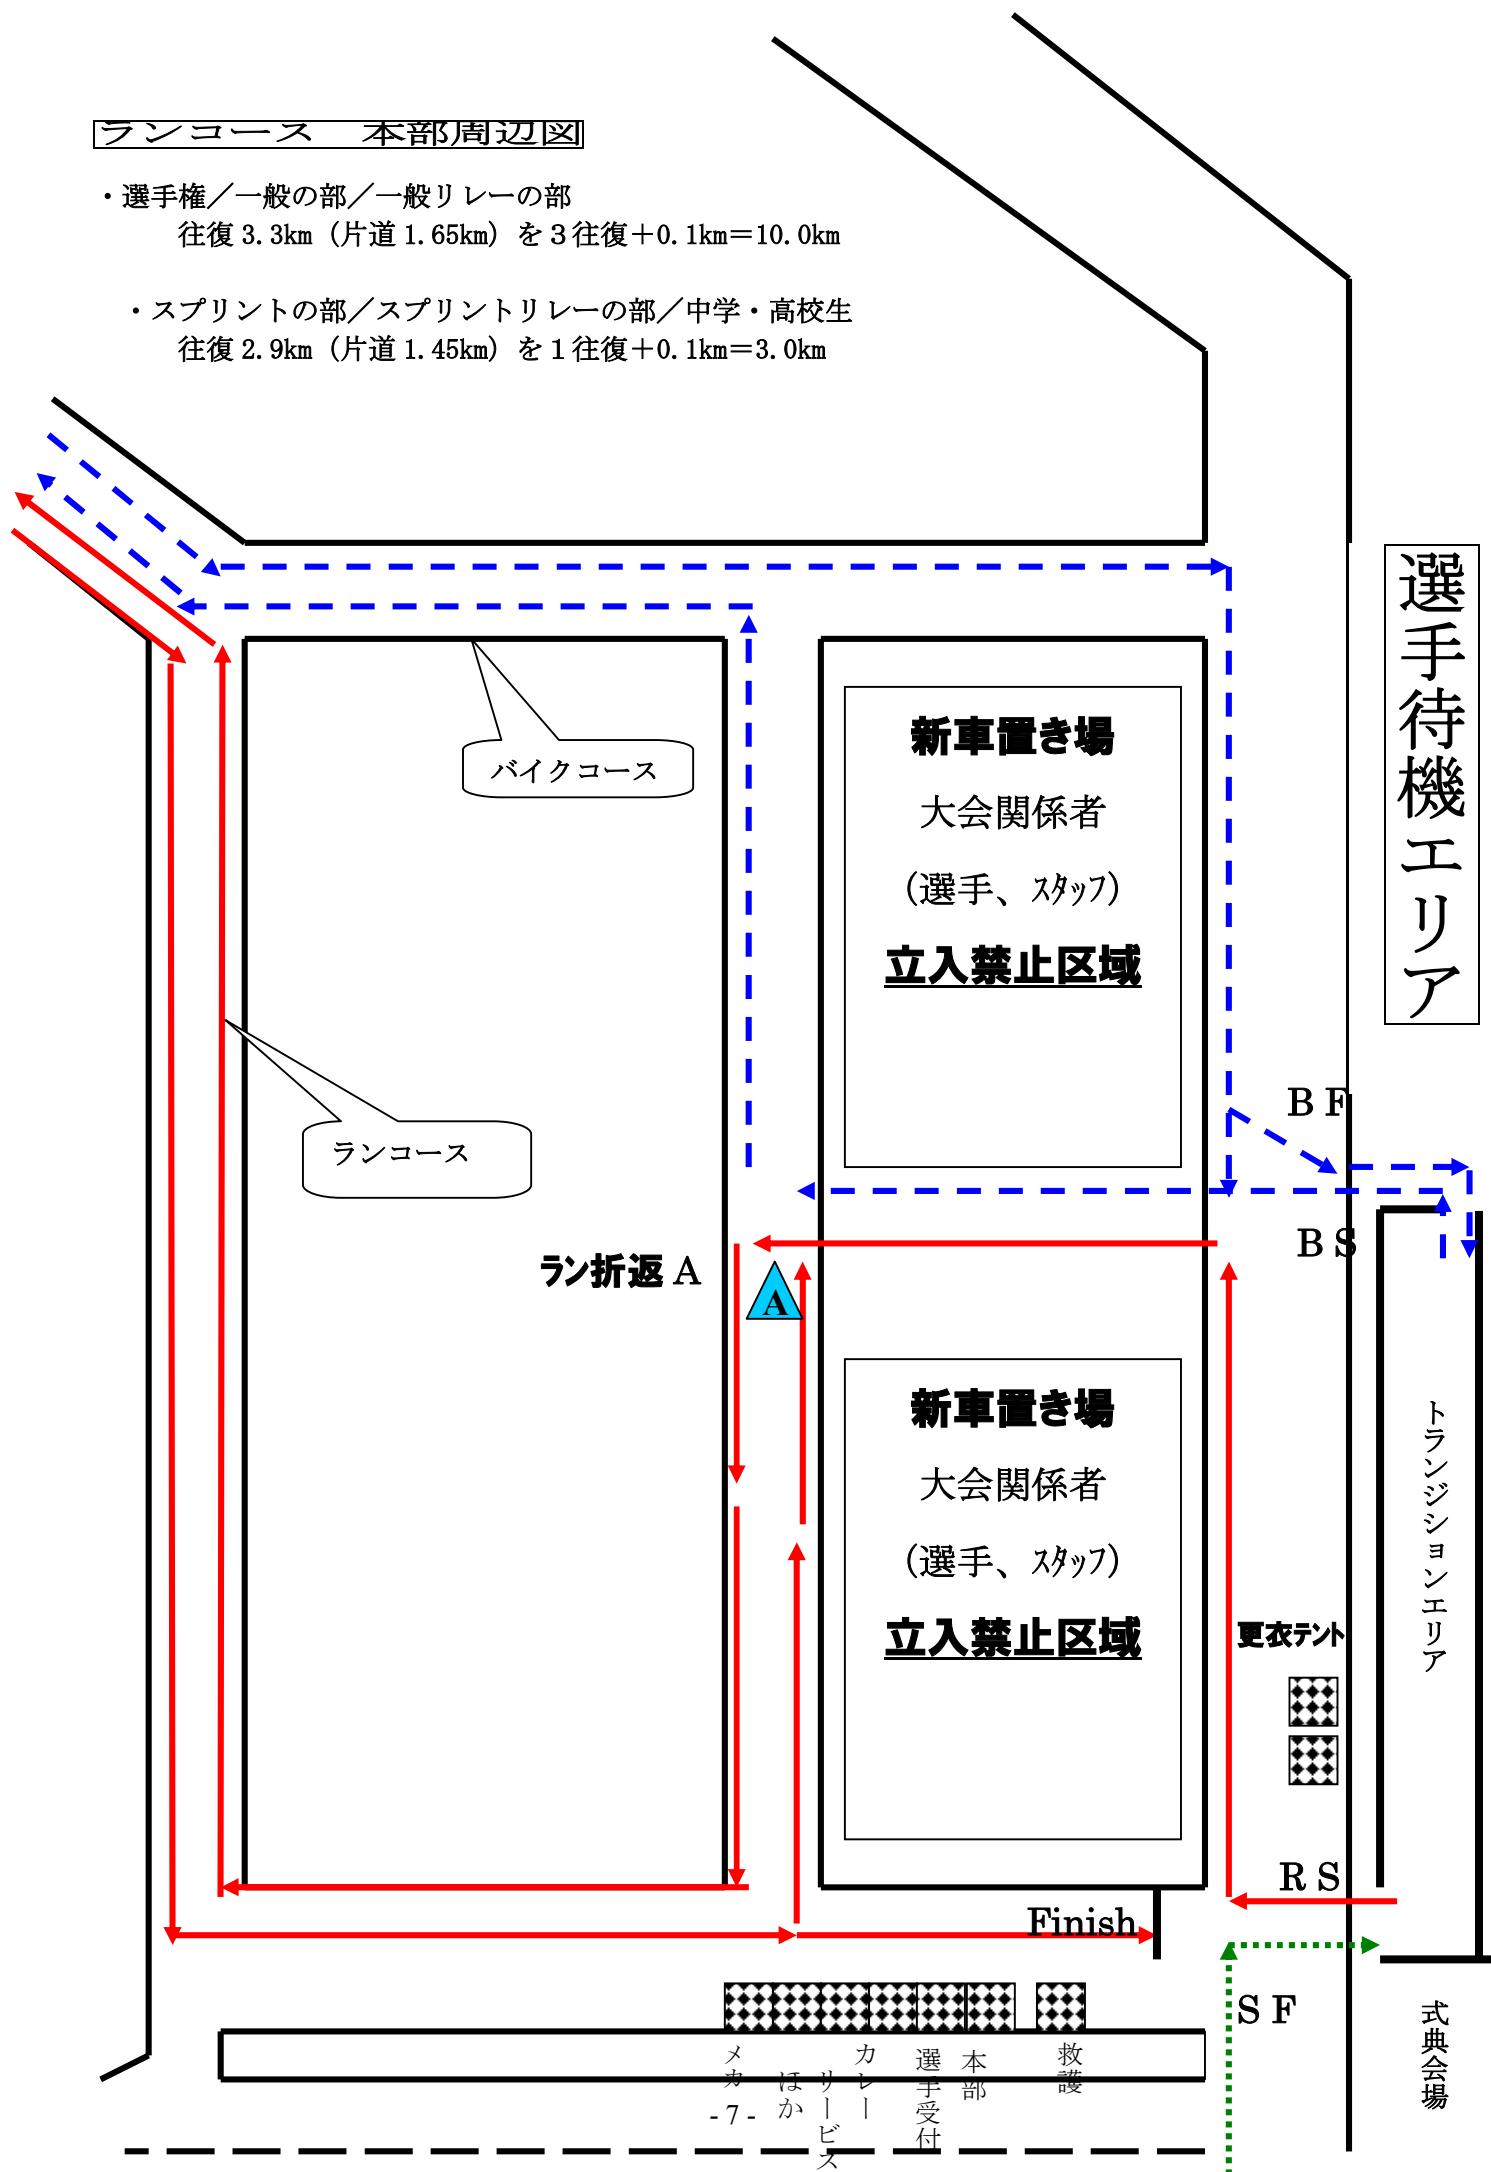 ランコース　本部周辺図
・選手権／一般の部／一般リレーの部
往復 3.3km（片道 1.65km）を３往復＋0.1km＝10.0km
・スプリントの部／スプリントリレーの部／中学・高校生
往復 2.9km（片道 1.45km）を１往復＋0.1km＝3.0km
選手待機エリア
新車置き場
大会関係者
（選手、ｽﾀｯﾌ）
立入禁止区域
バイクコース
ランコース
ＢＦ
ＢＳ
ラン折返 A
A
新車置き場
大会関係者
（選手、ｽﾀｯﾌ）
立入禁止区域
トランジションエリア
更衣ﾃﾝﾄ
ＲＳ
Finish
ＳＦ
式典会場
メカ
ほか
リービス
カレー
選手受付
本部
救護
- 7 -